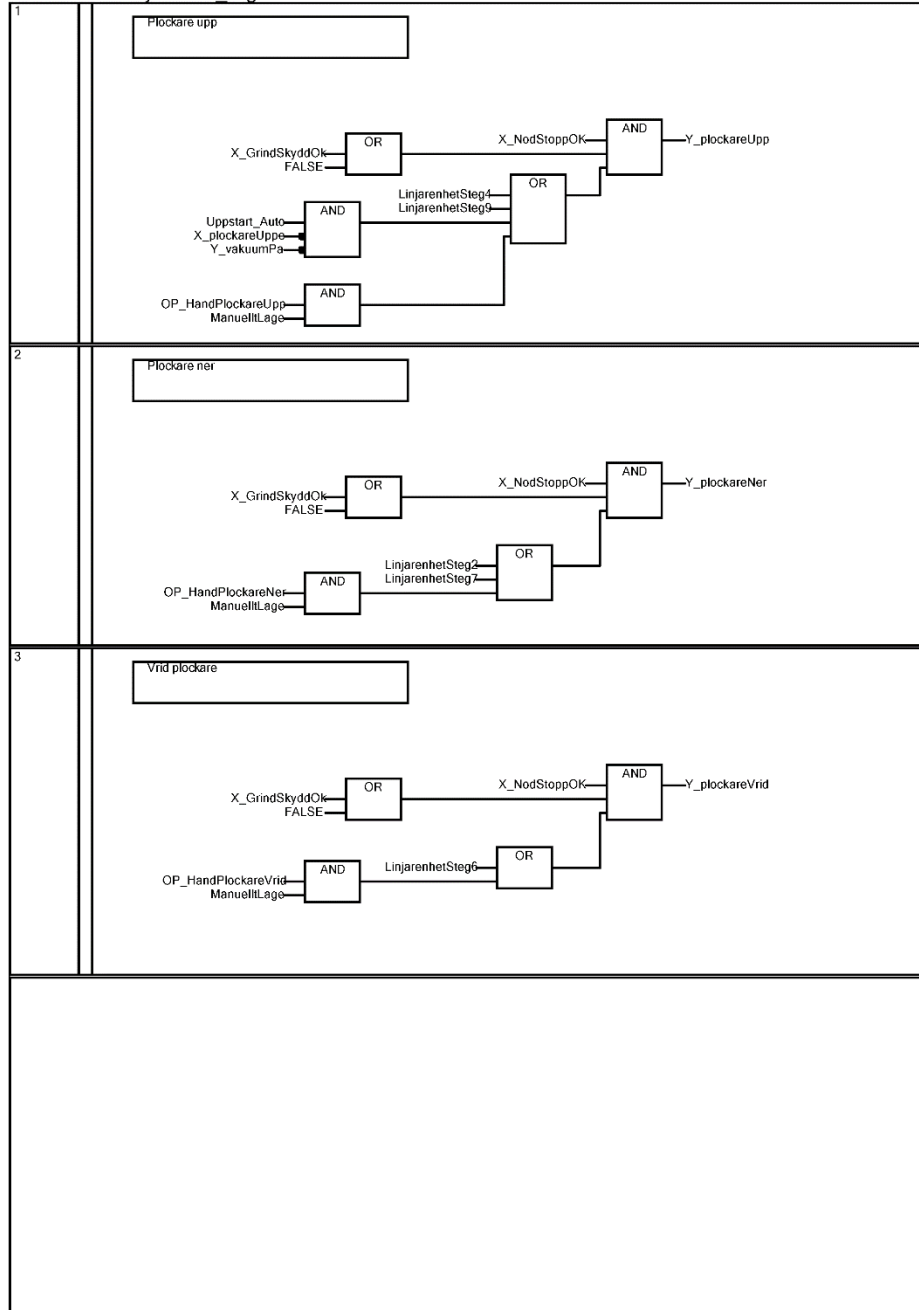 1
Plockare upp
OR
X_GrindSkyddOk
FALSE
X_NodStoppOK
AND
Y_plockareUpp
OR
LinjarenhetSteg4
LinjarenhetSteg9
AND
Uppstart_Auto
X_plockareUppe
Y_vakuumPa
AND
OP_HandPlockareUpp
ManuelltLage
2
Plockare ner
OR
X_GrindSkyddOk
FALSE
X_NodStoppOK
AND
Y_plockareNer
OR
LinjarenhetSteg2
LinjarenhetSteg7
AND
OP_HandPlockareNer
ManuelltLage
3
Vrid plockare
OR
X_GrindSkyddOk
FALSE
X_NodStoppOK
AND
Y_plockareVrid
OR
LinjarenhetSteg6
AND
OP_HandPlockareVrid
ManuelltLage